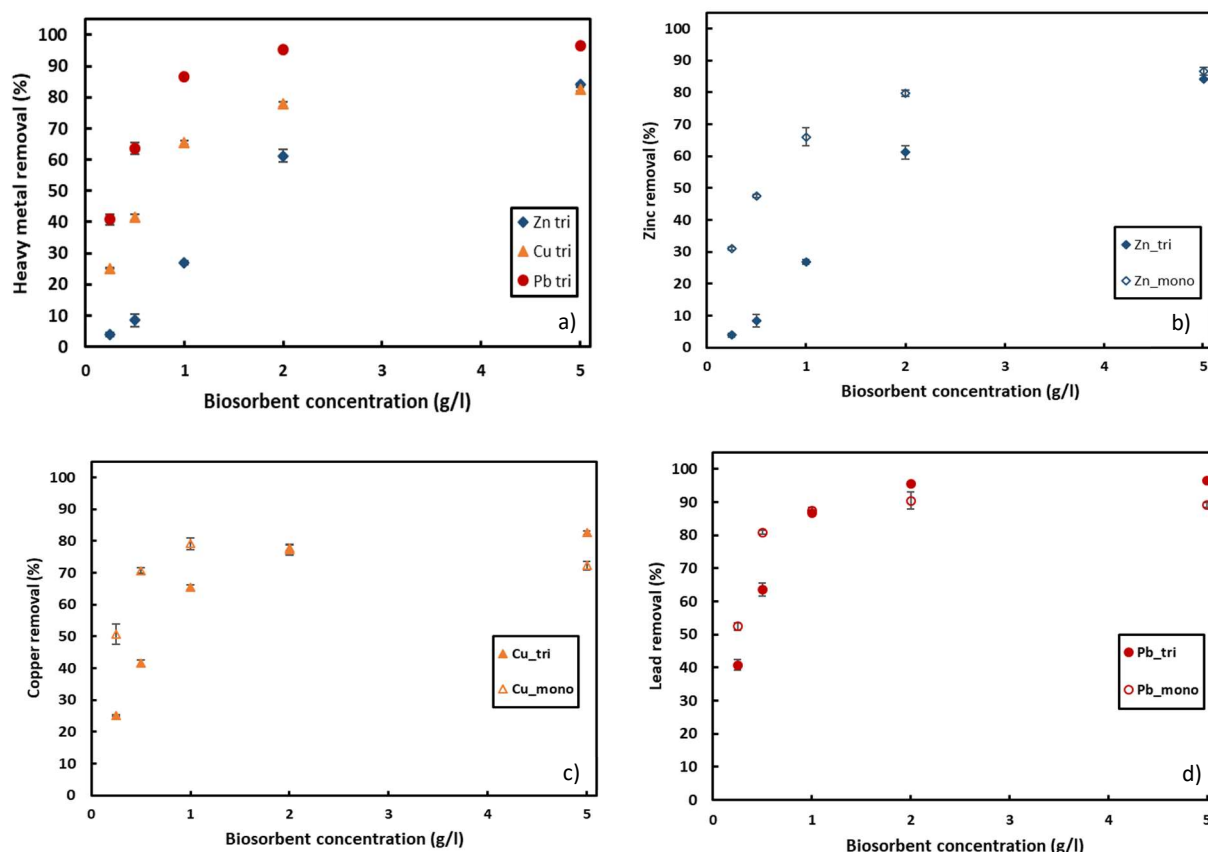 Heavy metal removal (%)
100
90
80
70
60
50
40
30
20
10
0
0 1 2 3 4 5
Biosorbent concentration (g/l)
Zn tri
Cu tri
Pb tri
a)
Zinc removal (%)
100
90
80
70
60
50
40
30
20
10
0
0 1 2 3 4 5
Biosorbent concentration (g/l)
Zn_tri
Zn_mono
b)
Copper removal (%)
100
90
80
70
60
50
40
30
20
10
0
0 1 2 3 4 5
Biosorbent concentration (g/l)
Cu_tri
Cu_mono
c)
Lead removal (%)
100
90
80
70
60
50
40
30
20
10
0
0 1 2 3 4 5
Biosorbent concentration (g/l)
Pb_tri
Pb_mono
d)